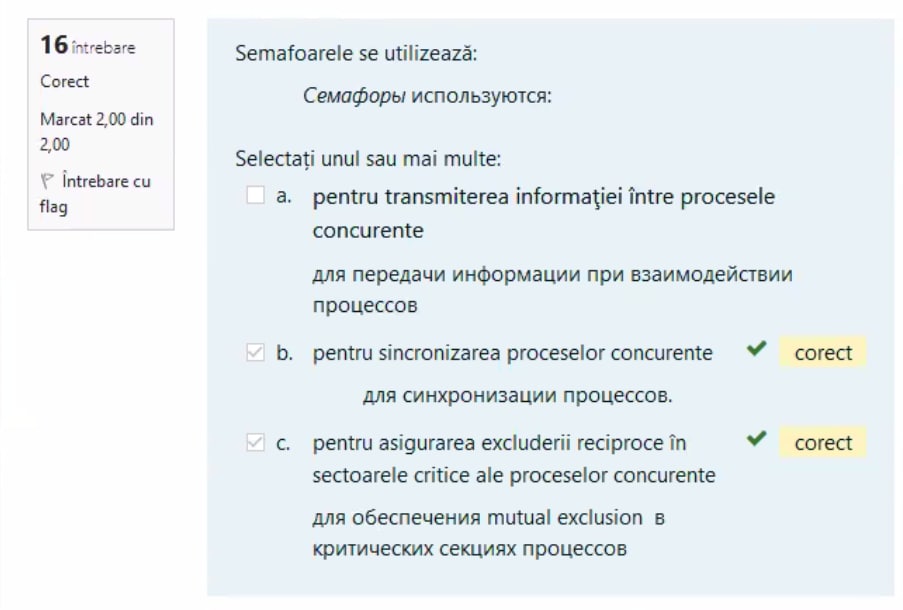 16 întrebare
Corect
Marcat 2,00 din
2,00
Întrebare cu
flag
Semafoarele se utilizează:
Семафоры используются:
Selectați unul sau mai multe:
a. pentru transmiterea informaţiei între procesele
concurente
для передачи информации при взаимодействии
процессов
b. pentru sincronizarea proceselor concurente corect
для синхронизации процессов.
c. pentru asigurarea excluderii reciproce în corect
sectoarele critice ale proceselor concurente
для обеспечения mutual exclusion в
критических секциях процессов